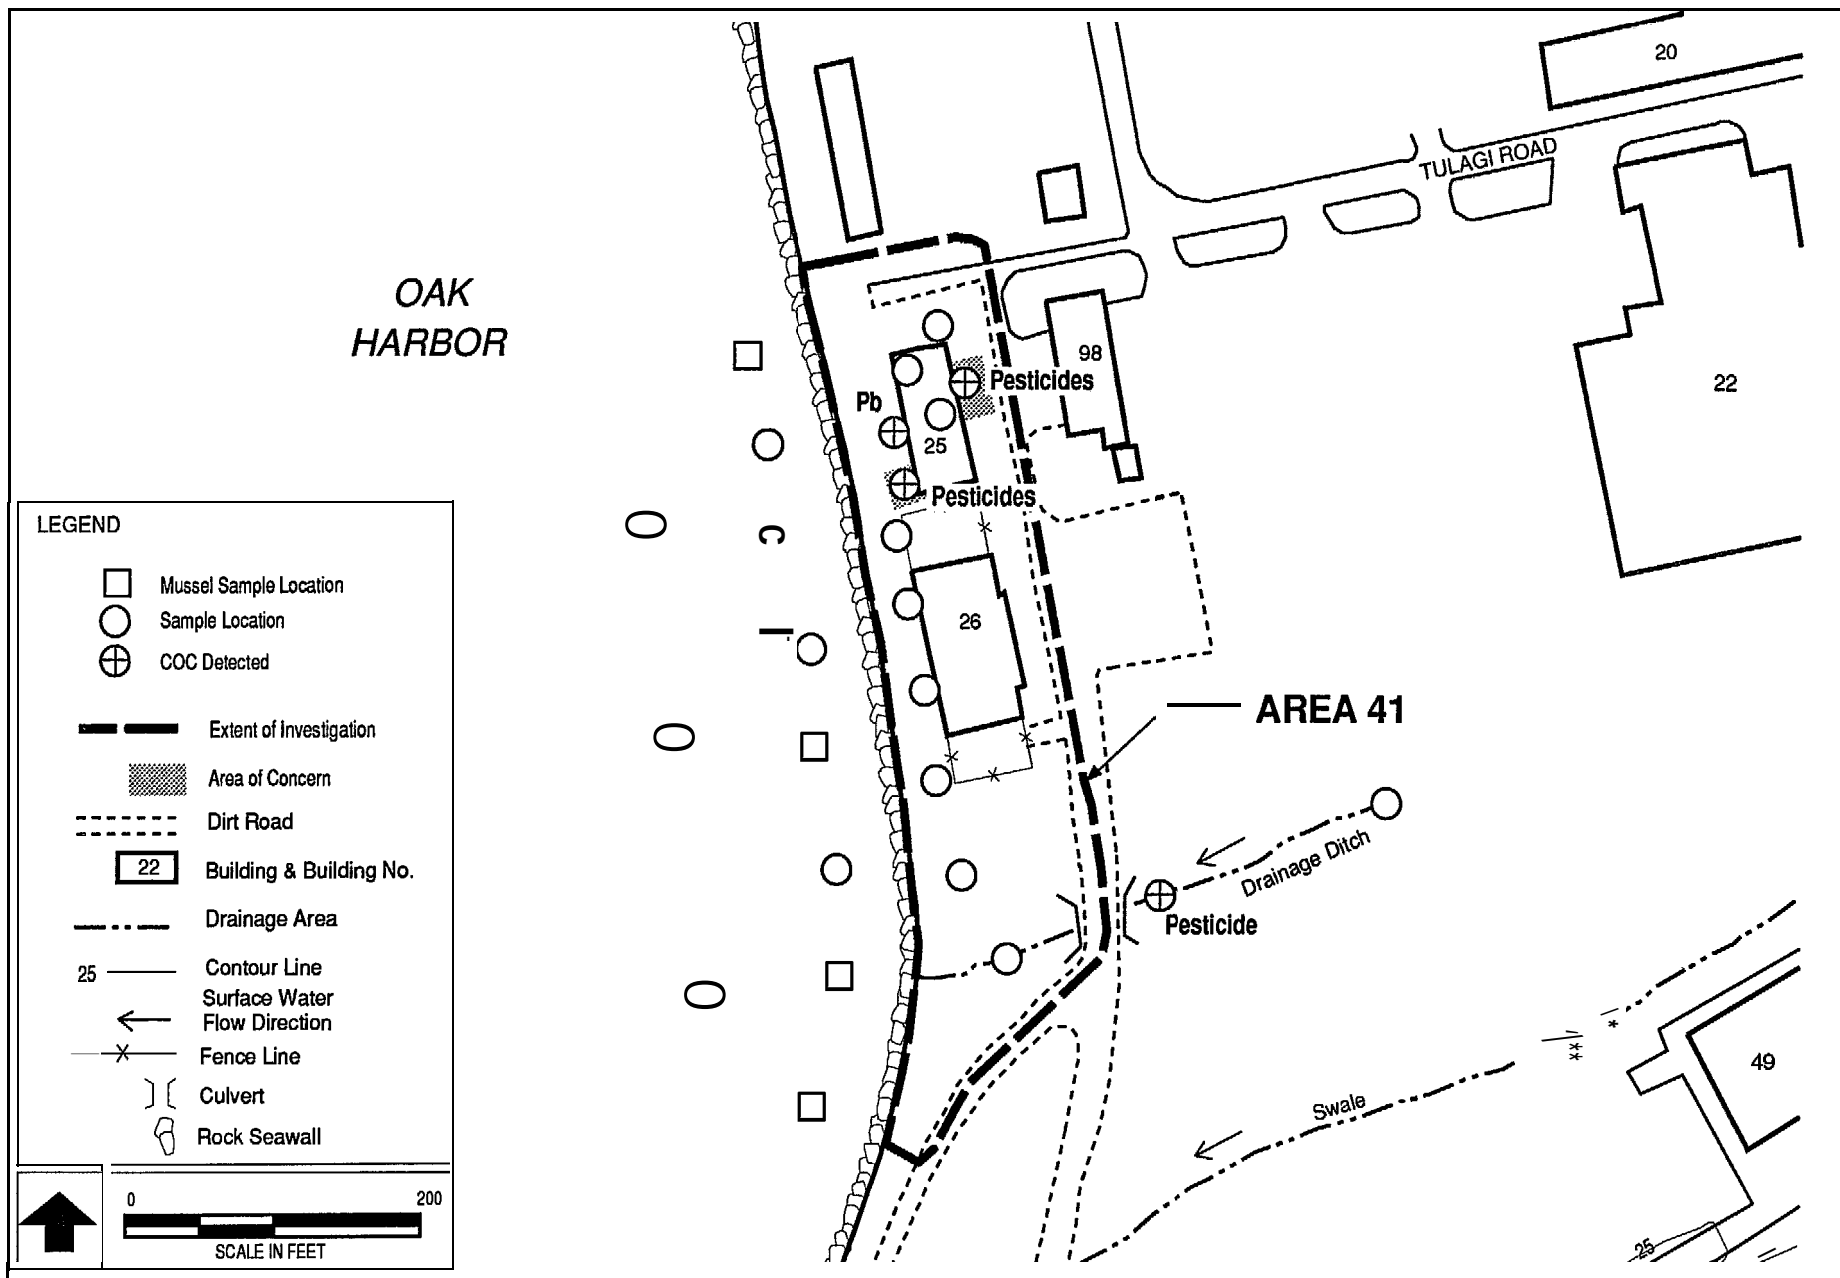 20
TULAGI ROAD
OAK
HARBOR
98
22
Pesticides
Pb
25
Pesticides
26
AREA 41
Drainage Ditch
Pesticide
Swale
49
25
LEGEND
Mussel Sample Location
Sample Location
COC Detected
Extent of Investigation
Area of Concern
Dirt Road
22 Building & Building No.
Drainage Area
25 Contour Line
Surface Water
Flow Direction
Fence Line
Culvert
Rock Seawall
0 200
SCALE IN FEET